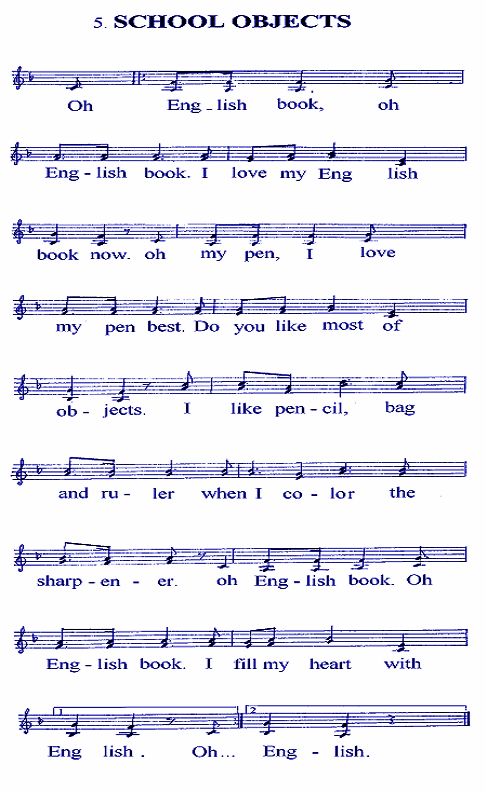 5. SCHOOL OBJECTS
Oh Eng - lish book, oh
Eng - lish book. I love my Eng lish
book now. oh my pen, I love
my pen best. Do you like most of
ob - jects. I like pen - cil, bag
and ru - ler when I co - lor the
sharp - en - er. oh Eng - lish book. Oh
Eng - lish book. I fill my heart with
1 2
Eng lish . Oh... Eng - lish.